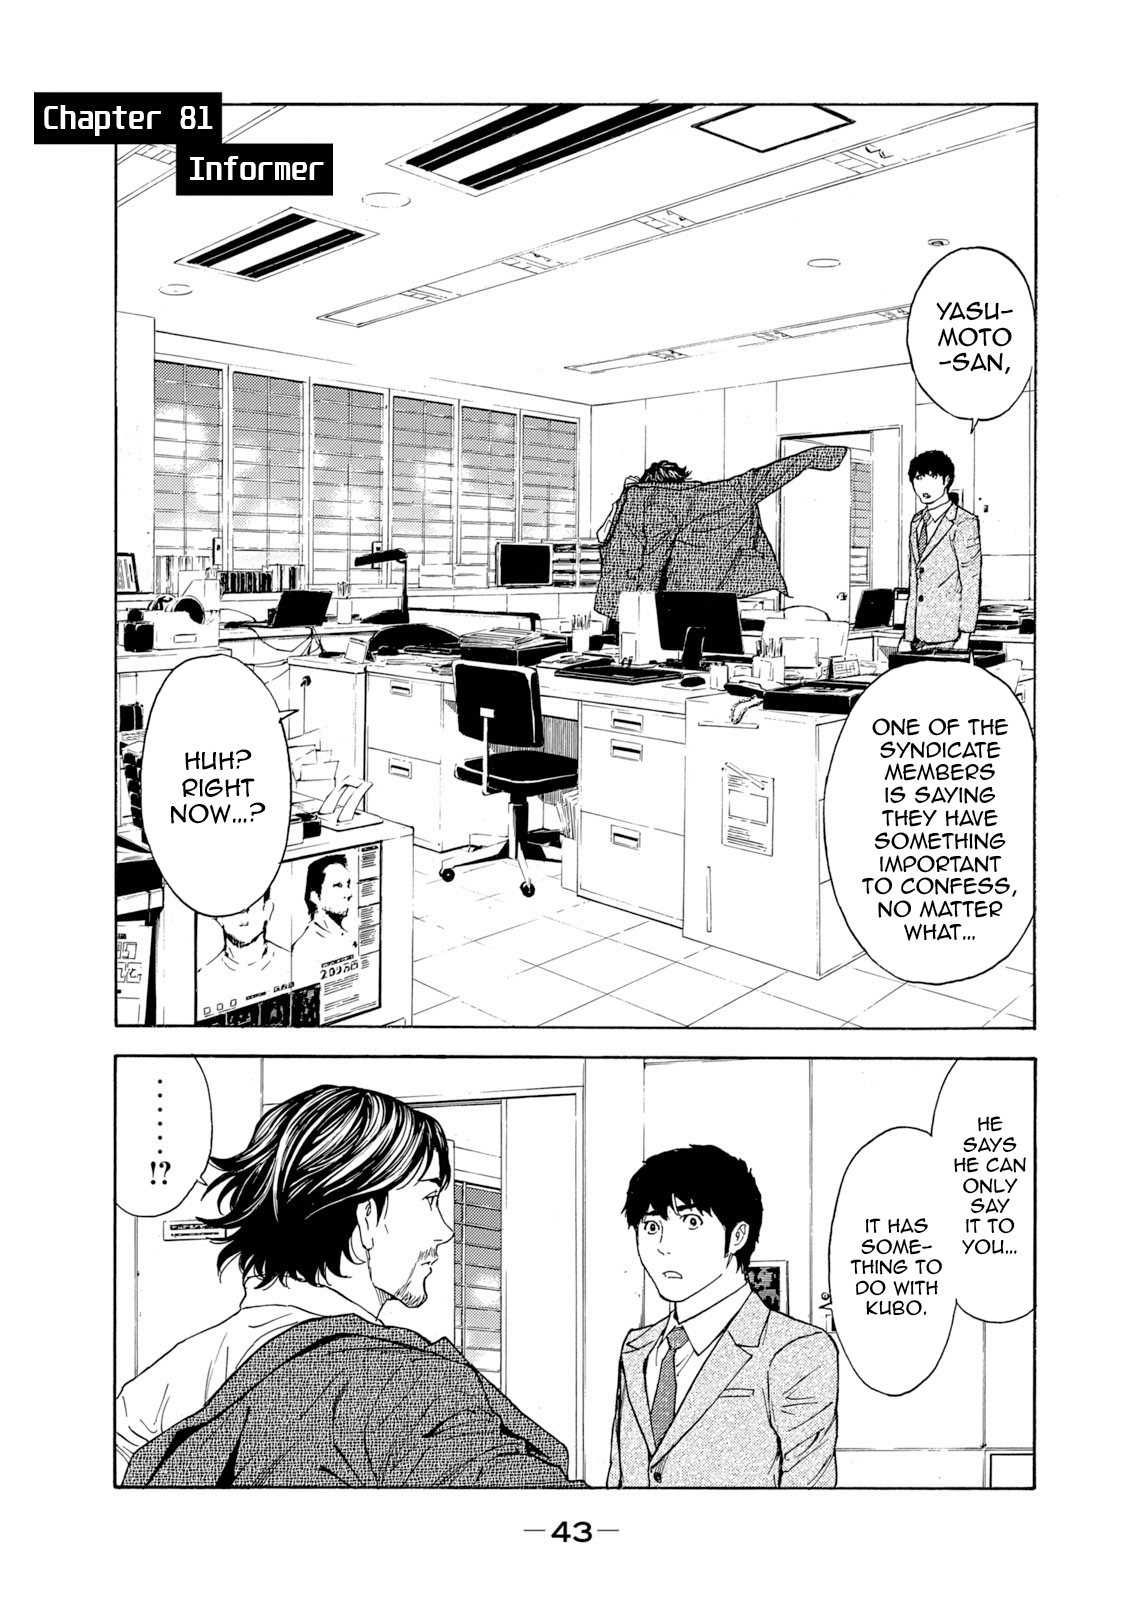 Chapter 81
Informer
YASU-
MOTO
-SAN,
ONE OF THE
SYNDICATE
MEMBERS
IS SAYING
THEY HAVE
SOMETHING
IMPORTANT
TO CONFESS,
NO MATTER
WHAT...
HUH?
RIGHT
NOW...?
HE
SAYS
HE CAN
ONLY
SAY
IT TO
YOU...
IT HAS
SOME-
THING TO
DO WITH
KUBO.
.........!?
—43—